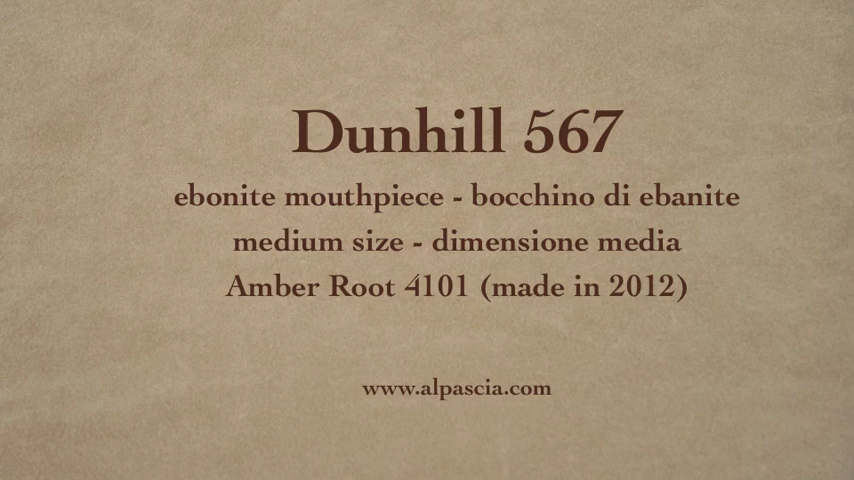 Dunhill 567
ebonite mouthpiece - bocchino di ebanite
medium size - dimensione media
Amber Root 4101 (made in 2012)
www.alpascia.com